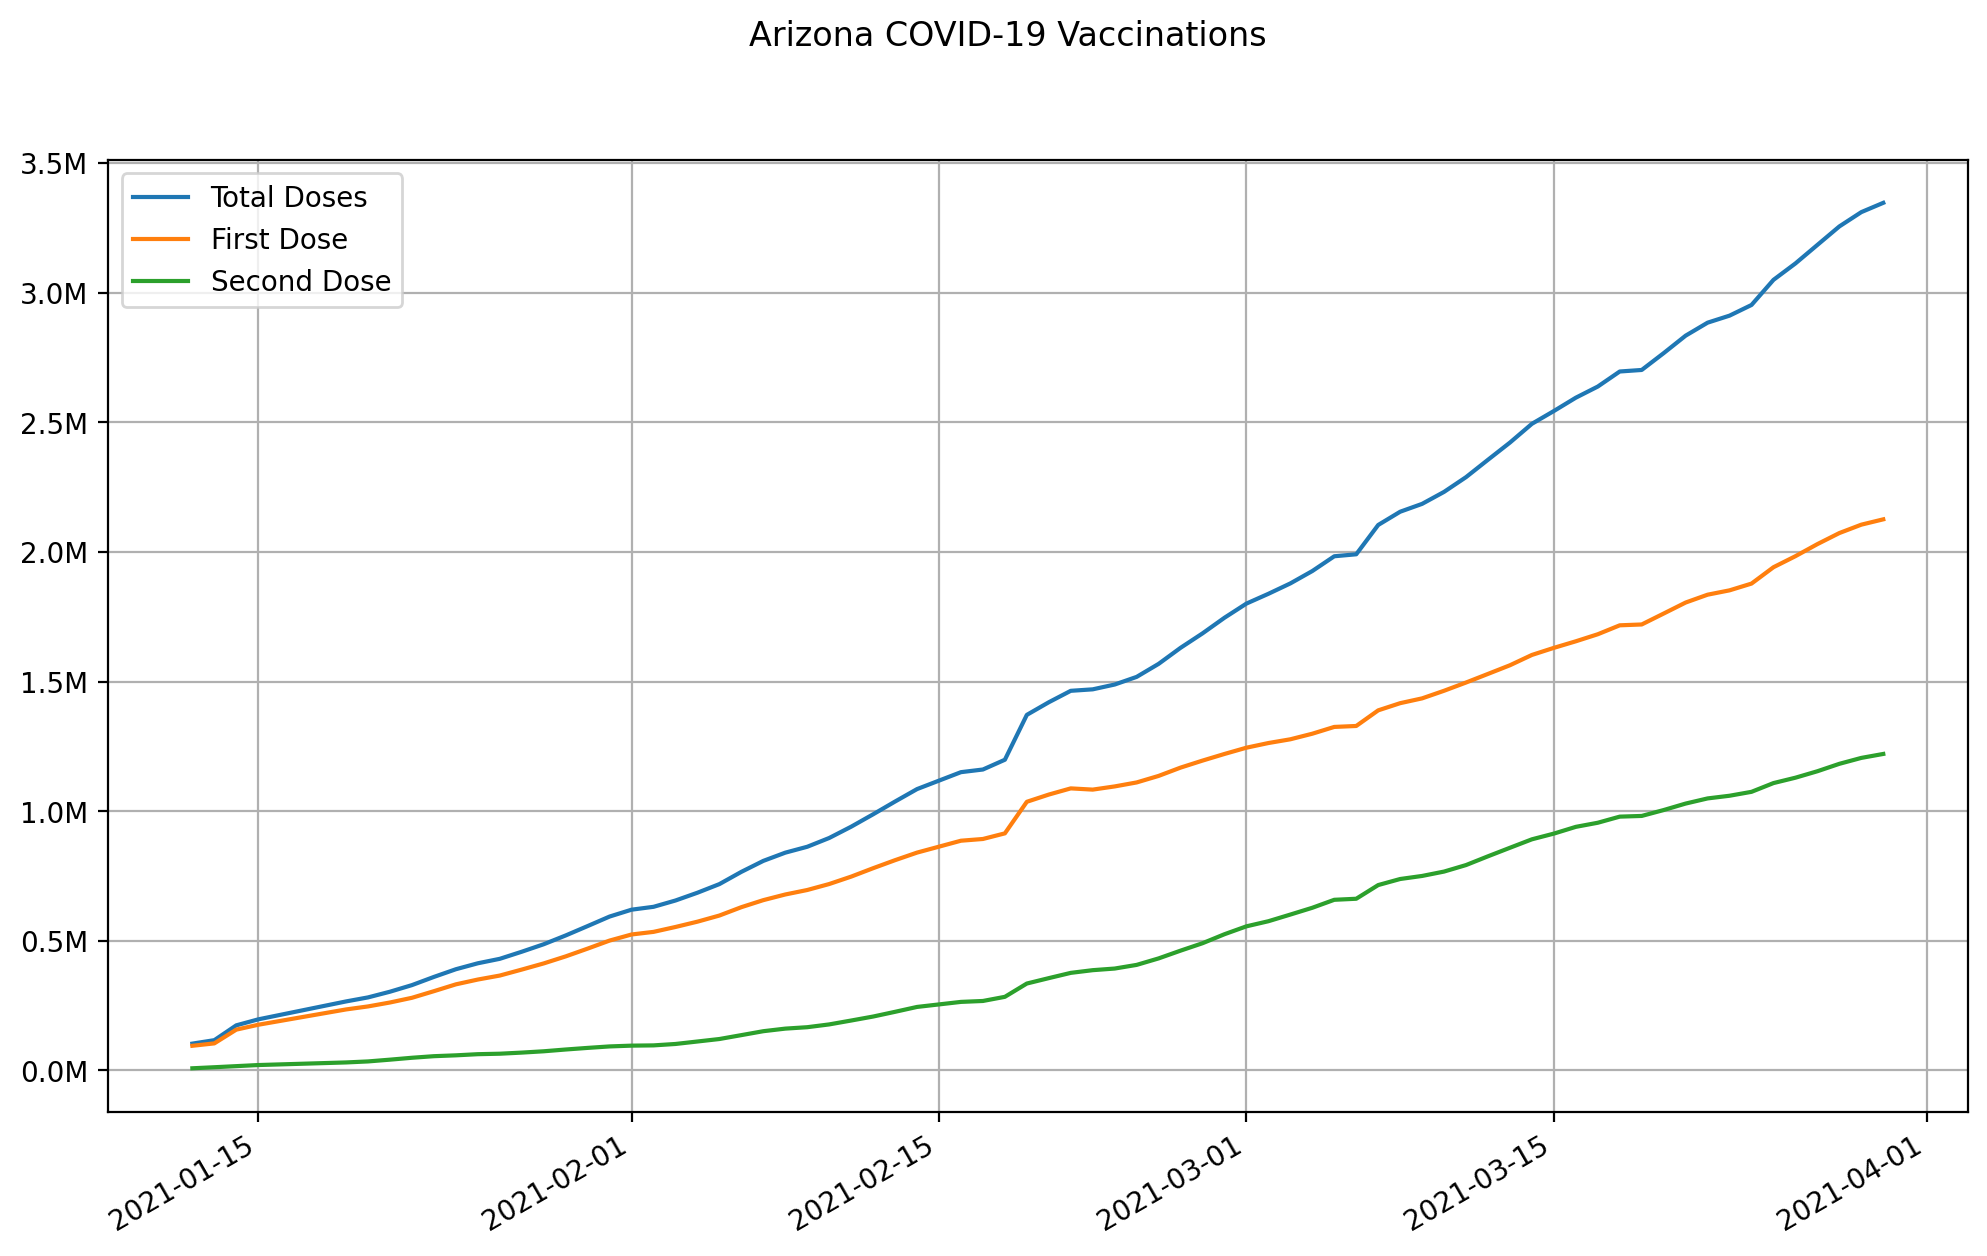 Arizona COVID-19 Vaccinations
3.5M
3.0M
2.5M
2.0M
1.5M
1.0M
0.5M
0.0M
Total Doses
First Dose
Second Dose
2021-01-15
2021-02-01
2021-02-15
2021-03-01
2021-03-15
2021-04-01